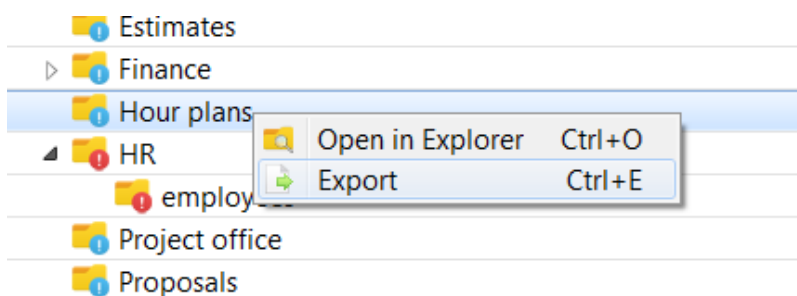 Estimates
Finance
Hour plans
Open in Explorer Ctrl+O
HR
Export Ctrl+E
Project office
Proposals